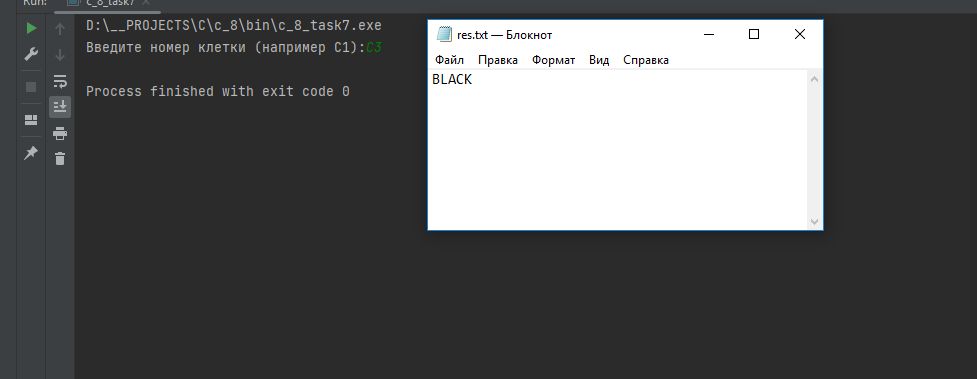 Run:
c_8_task7
D:\__PROJECTS\C\c_8\bin\c_8_task7.exe
Введите номер клетки (например C1):C3
Process finished with exit code 0
res.txt — Блокнот
Файл Правка Формат Вид Справка
BLACK